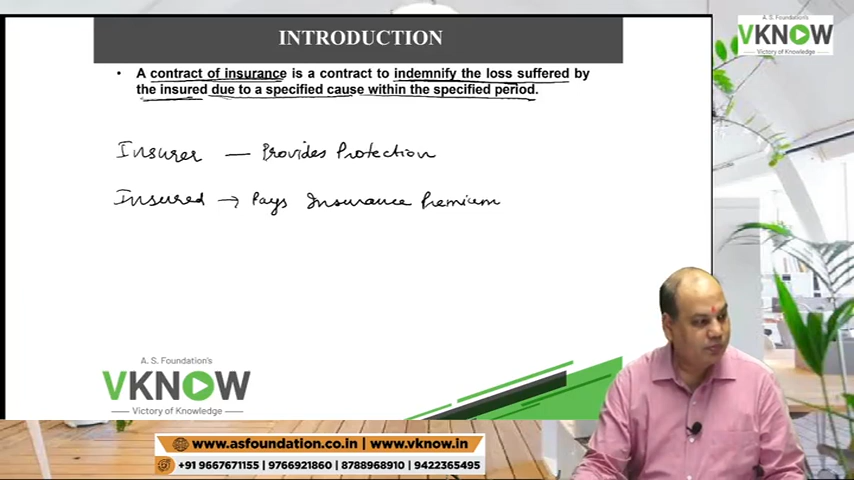 INTRODUCTION
A. S. Foundation's
VKNOW
Victory of Knowledge
• A contract of insurance is a contract to indemnify the loss suffered by
the insured due to a specified cause within the specified period.
Insurer — Provides Protection
Insured → Pays Insurance Premium
A. S. Foundation's
VKNOW
— Victory of Knowledge —
www.asfoundation.co.in | www.vknow.in
+91 9667671155 | 9766921860 | 8788968910 | 9422365495